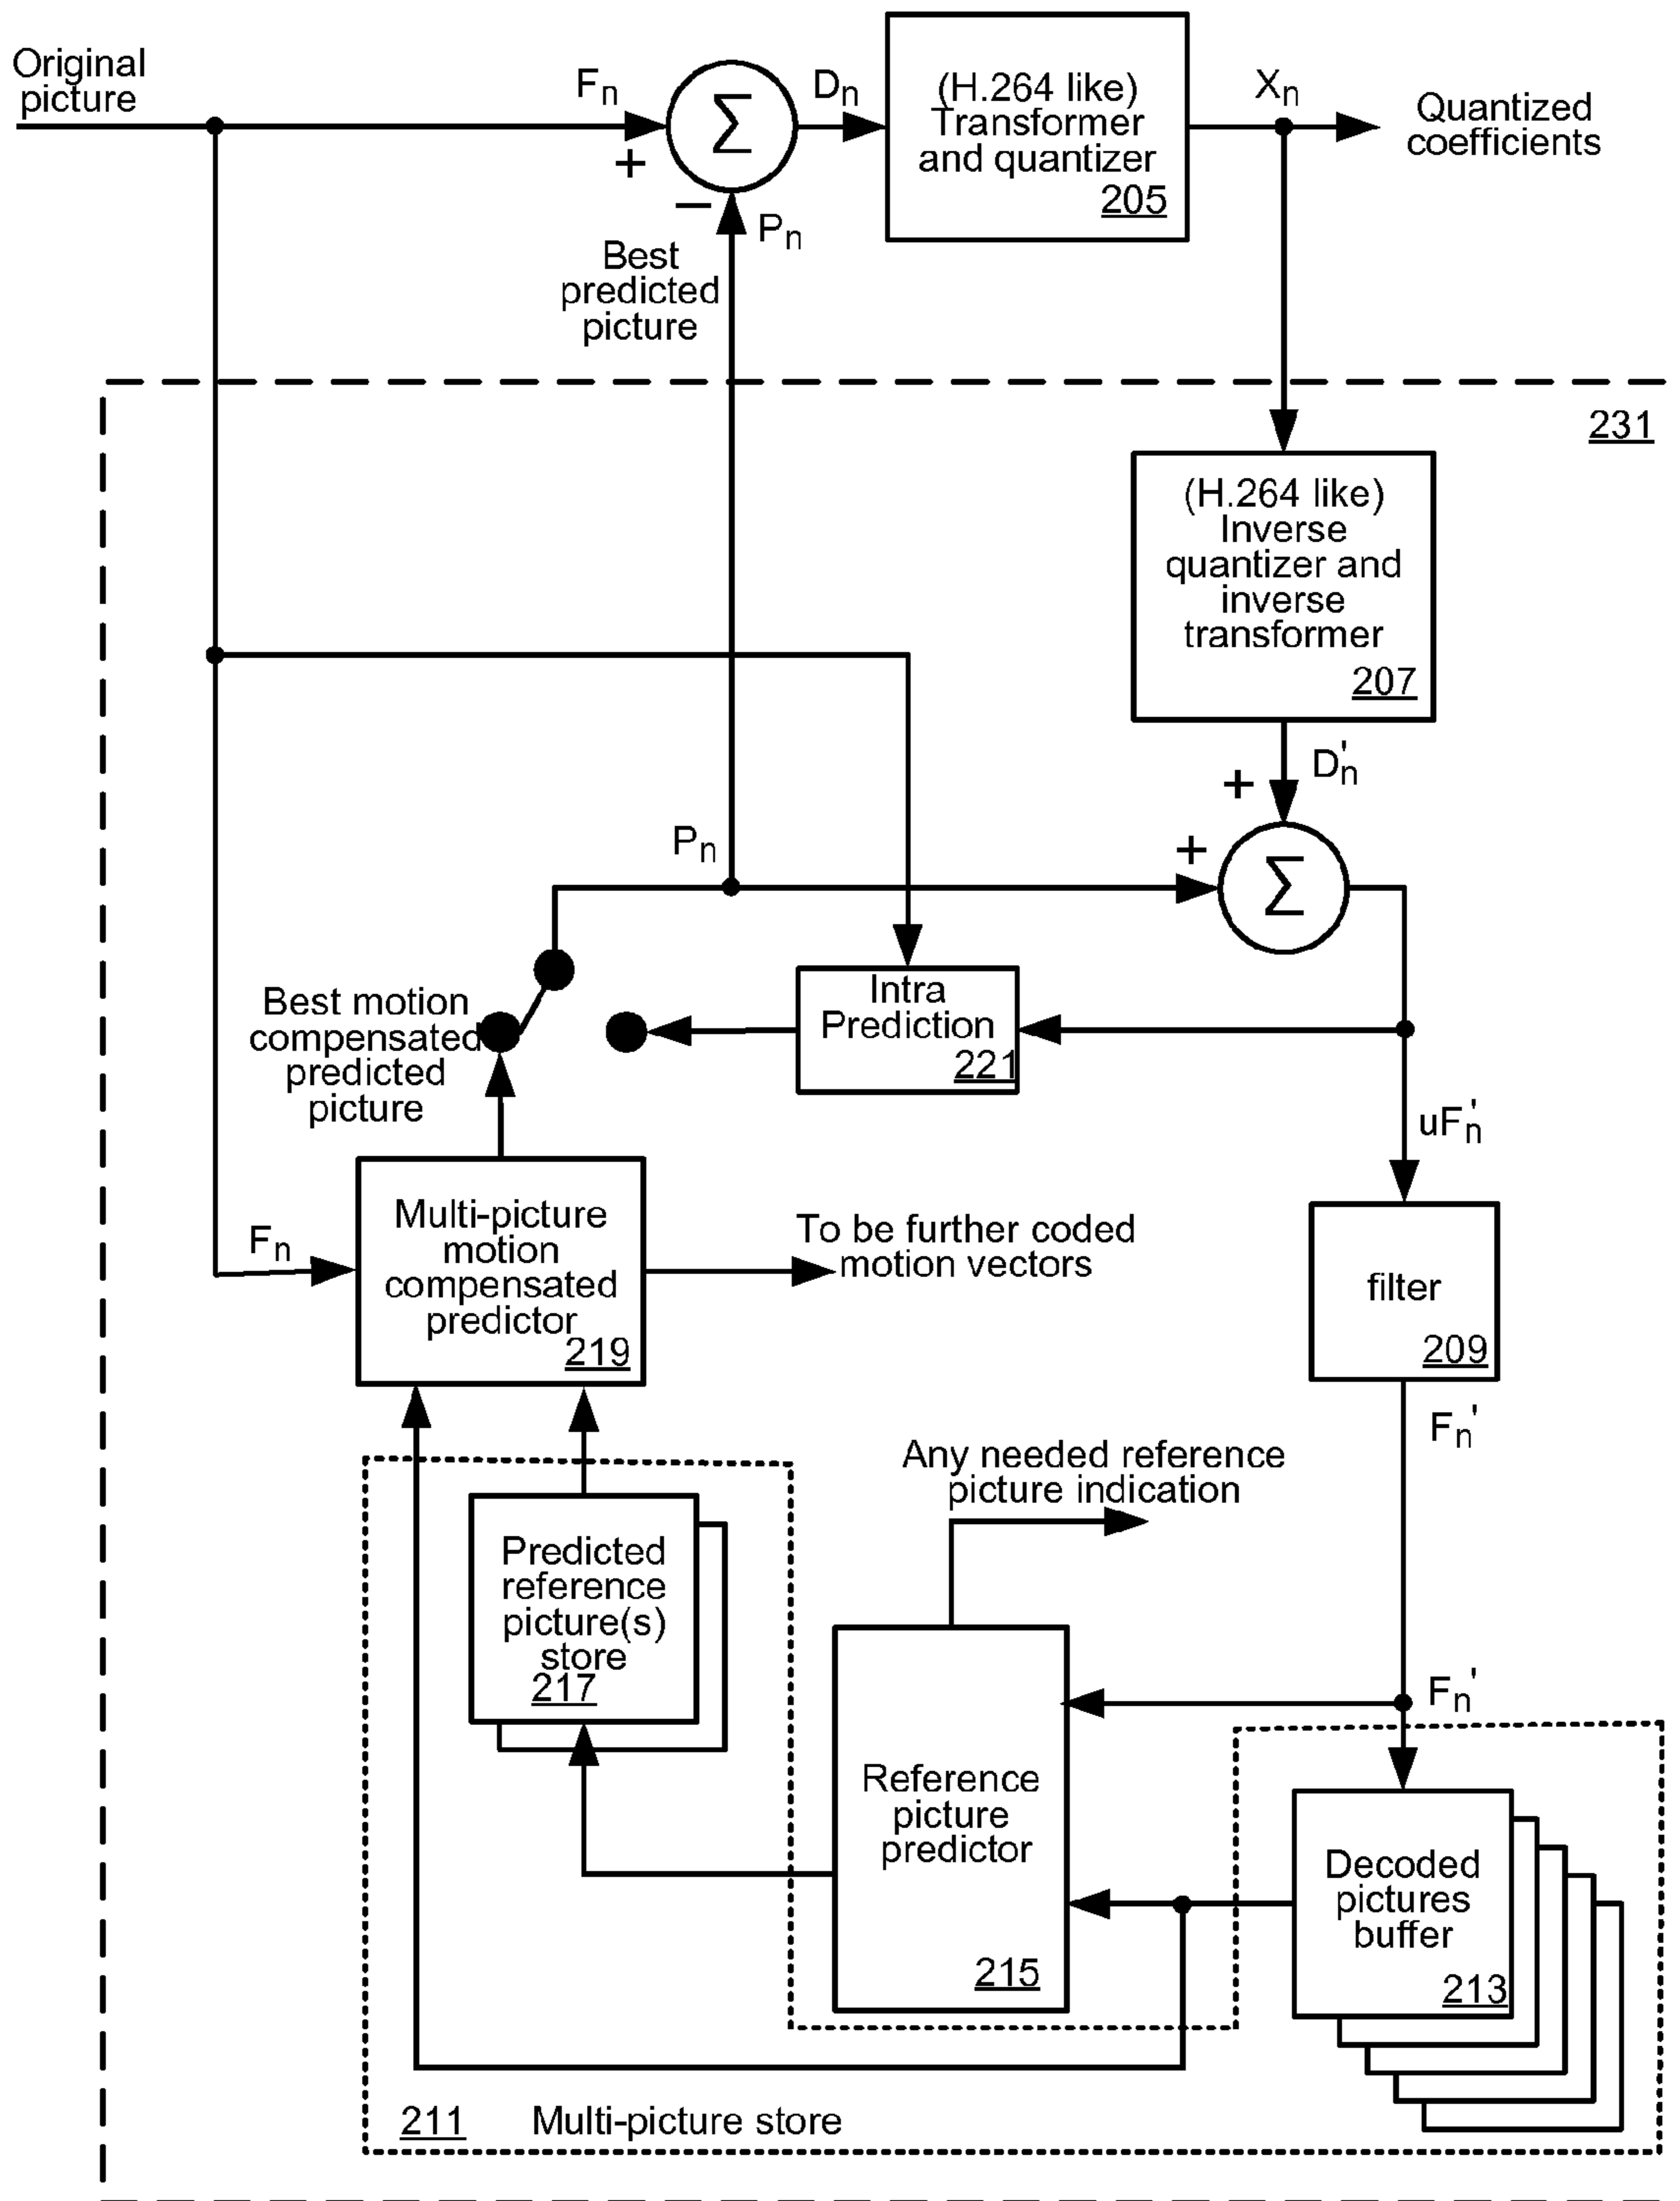 Original
picture
Fn
+
Σ
−
Dn
(H.264 like)
Transformer
and quantizer
205
Xn
Quantized
coefficients
Pn
Best
predicted
picture
231
(H.264 like)
Inverse
quantizer and
inverse
transformer
207
D'n
+
Pn
+
Σ
Best motion
compensated
predicted
picture
Intra
Prediction
221
uF'n
Fn
Multi-picture
motion
compensated
predictor
219
To be further coded
motion vectors
filter
209
Fn'
Any needed reference
picture indication
Predicted
reference
picture(s)
store
217
Fn'
Reference
picture
predictor
215
Decoded
pictures
buffer
213
211 Multi-picture store